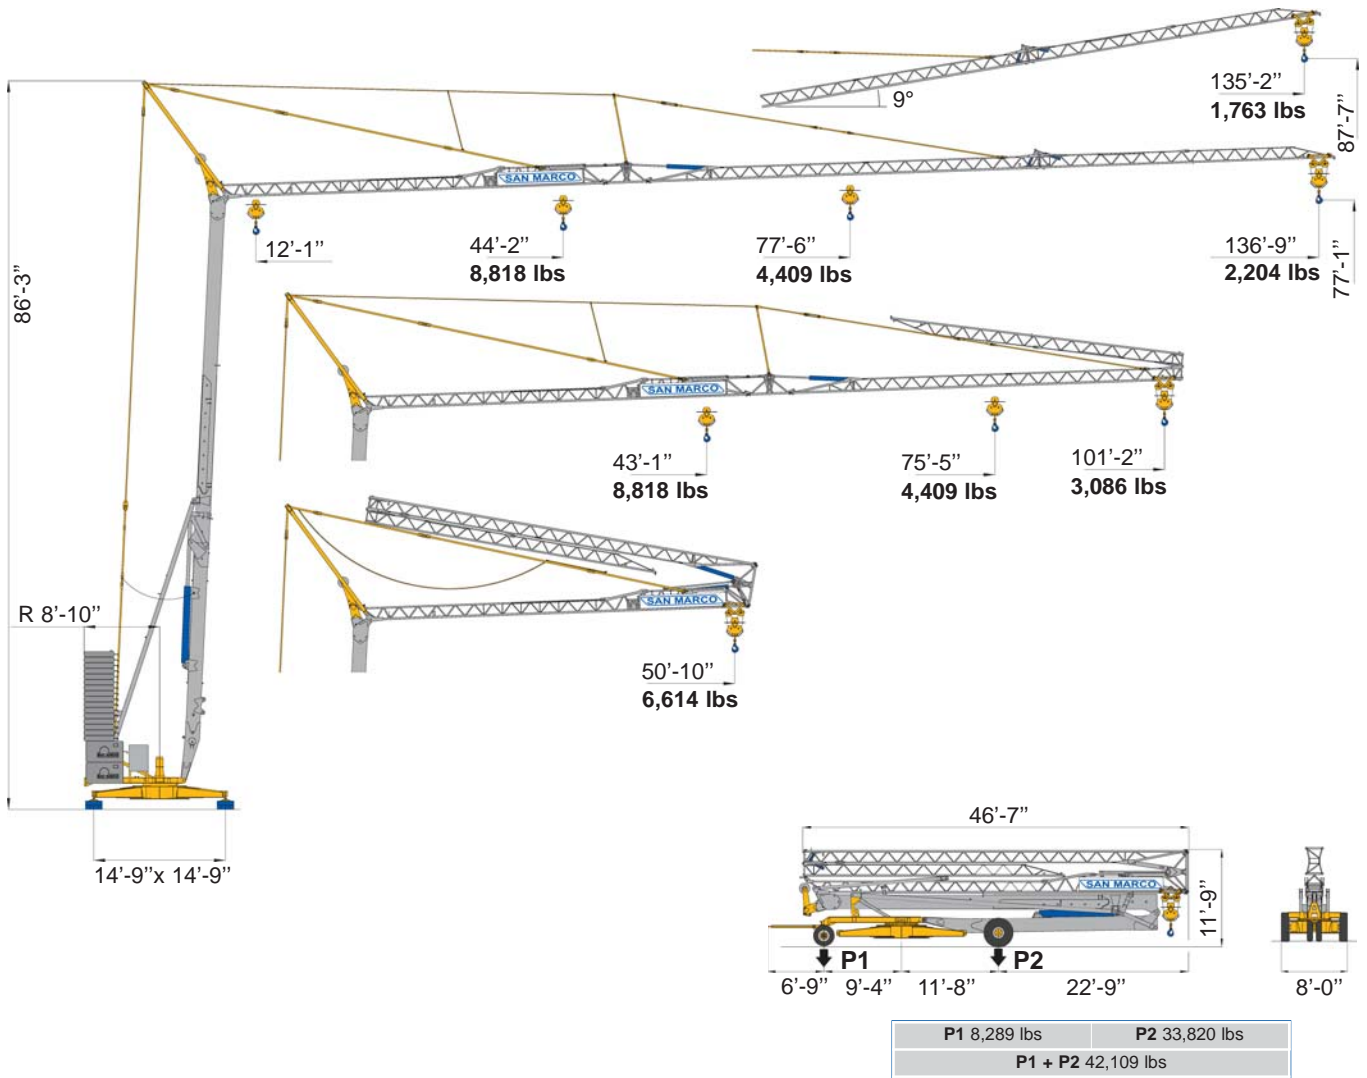 135’-2”
1,763 lbs
87’-7”
9°
SAN MARCO
12’-1”
44’-2”
8,818 lbs
77’-6”
4,409 lbs
136’-9”
2,204 lbs
77’-1”
86’-3”
SAN MARCO
43’-1”
8,818 lbs
75’-5”
4,409 lbs
101’-2”
3,086 lbs
SAN MARCO
50’-10”
6,614 lbs
R 8’-10”
14’-9”x 14’-9”
46’-7”
SAN MARCO
11’-9”
P1
P2
6’-9”
9’-4”
11’-8”
22’-9”
8’-0”
P1 8,289 lbs
P2 33,820 lbs
P1 + P2 42,109 lbs